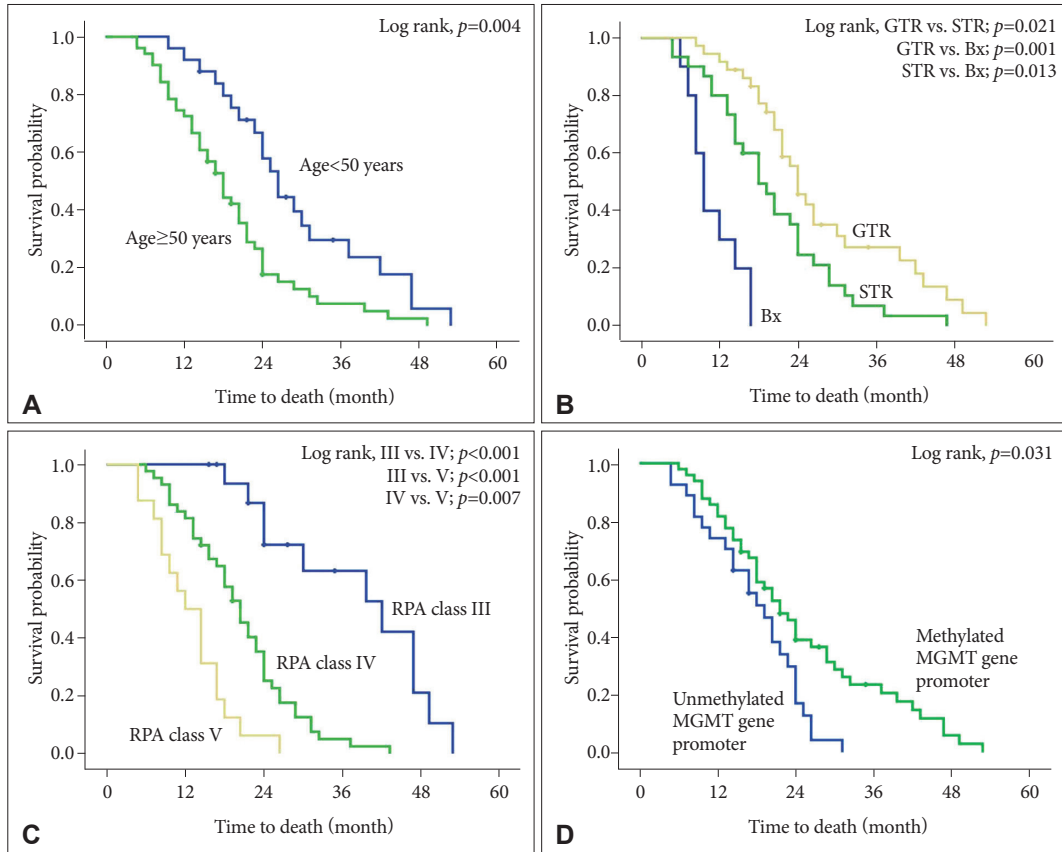 Log rank, p=0.004
1.0
0.8
0.6
0.4
0.2
0.0
Survival probability
Age<50 years
Age≥50 years
0 12 24 36 48 60
Time to death (month)
A
Log rank, GTR vs. STR; p=0.021
GTR vs. Bx; p=0.001
STR vs. Bx; p=0.013
1.0
0.8
0.6
0.4
0.2
0.0
Survival probability
GTR
STR
Bx
0 12 24 36 48 60
Time to death (month)
B
Log rank, III vs. IV; p<0.001
III vs. V; p<0.001
IV vs. V; p=0.007
1.0
0.8
0.6
0.4
0.2
0.0
Survival probability
RPA class III
RPA class IV
RPA class V
0 12 24 36 48 60
Time to death (month)
C
Log rank, p=0.031
1.0
0.8
0.6
0.4
0.2
0.0
Survival probability
Methylated
MGMT gene
promoter
Unmethylated
MGMT gene
promoter
0 12 24 36 48 60
Time to death (month)
D